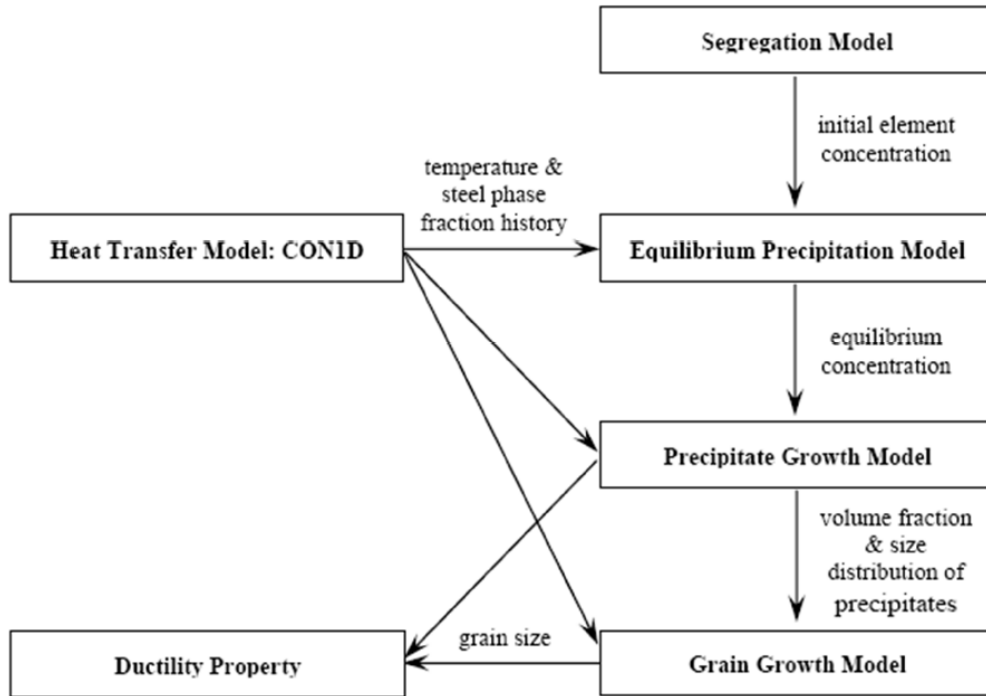 Segregation Model
initial element
concentration
temperature &
steel phase
fraction history
Heat Transfer Model: CON1D
Equilibrium Precipitation Model
equilibrium
concentration
Precipitate Growth Model
volume fraction
& size
distribution of
precipitates
grain size
Ductility Property
Grain Growth Model